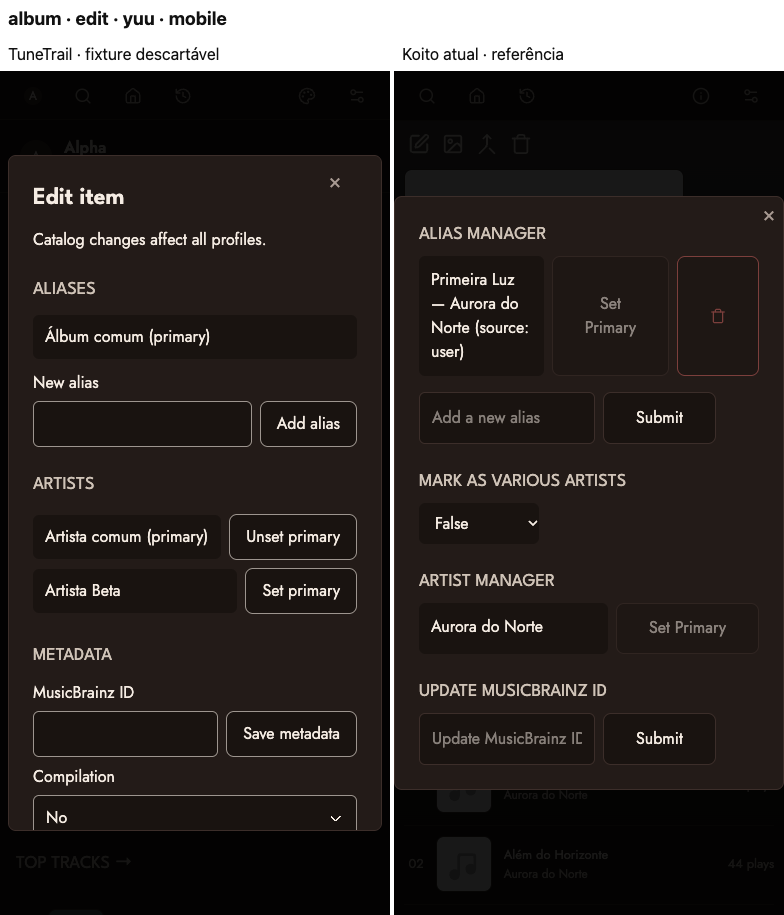 album · edit · yuu · mobile
TuneTrail · fixture descartável
A
Alpha
Edit item
×
Catalog changes affect all profiles.
ALIASES
Álbum comum (primary)
New alias
Add alias
ARTISTS
Artista comum (primary)
Unset primary
Artista Beta
Set primary
METADATA
MusicBrainz ID
Save metadata
Compilation
No
TOP TRACKS →
Koito atual · referência
×
ALIAS MANAGER
Primeira Luz
— Aurora do
Norte (source:
user)
Set
Primary
Add a new alias
Submit
MARK AS VARIOUS ARTISTS
False
ARTIST MANAGER
Aurora do Norte
Set Primary
UPDATE MUSICBRAINZ ID
Update MusicBrainz ID
Submit
Aurora do Norte
02
Além do Horizonte
Aurora do Norte
44 plays